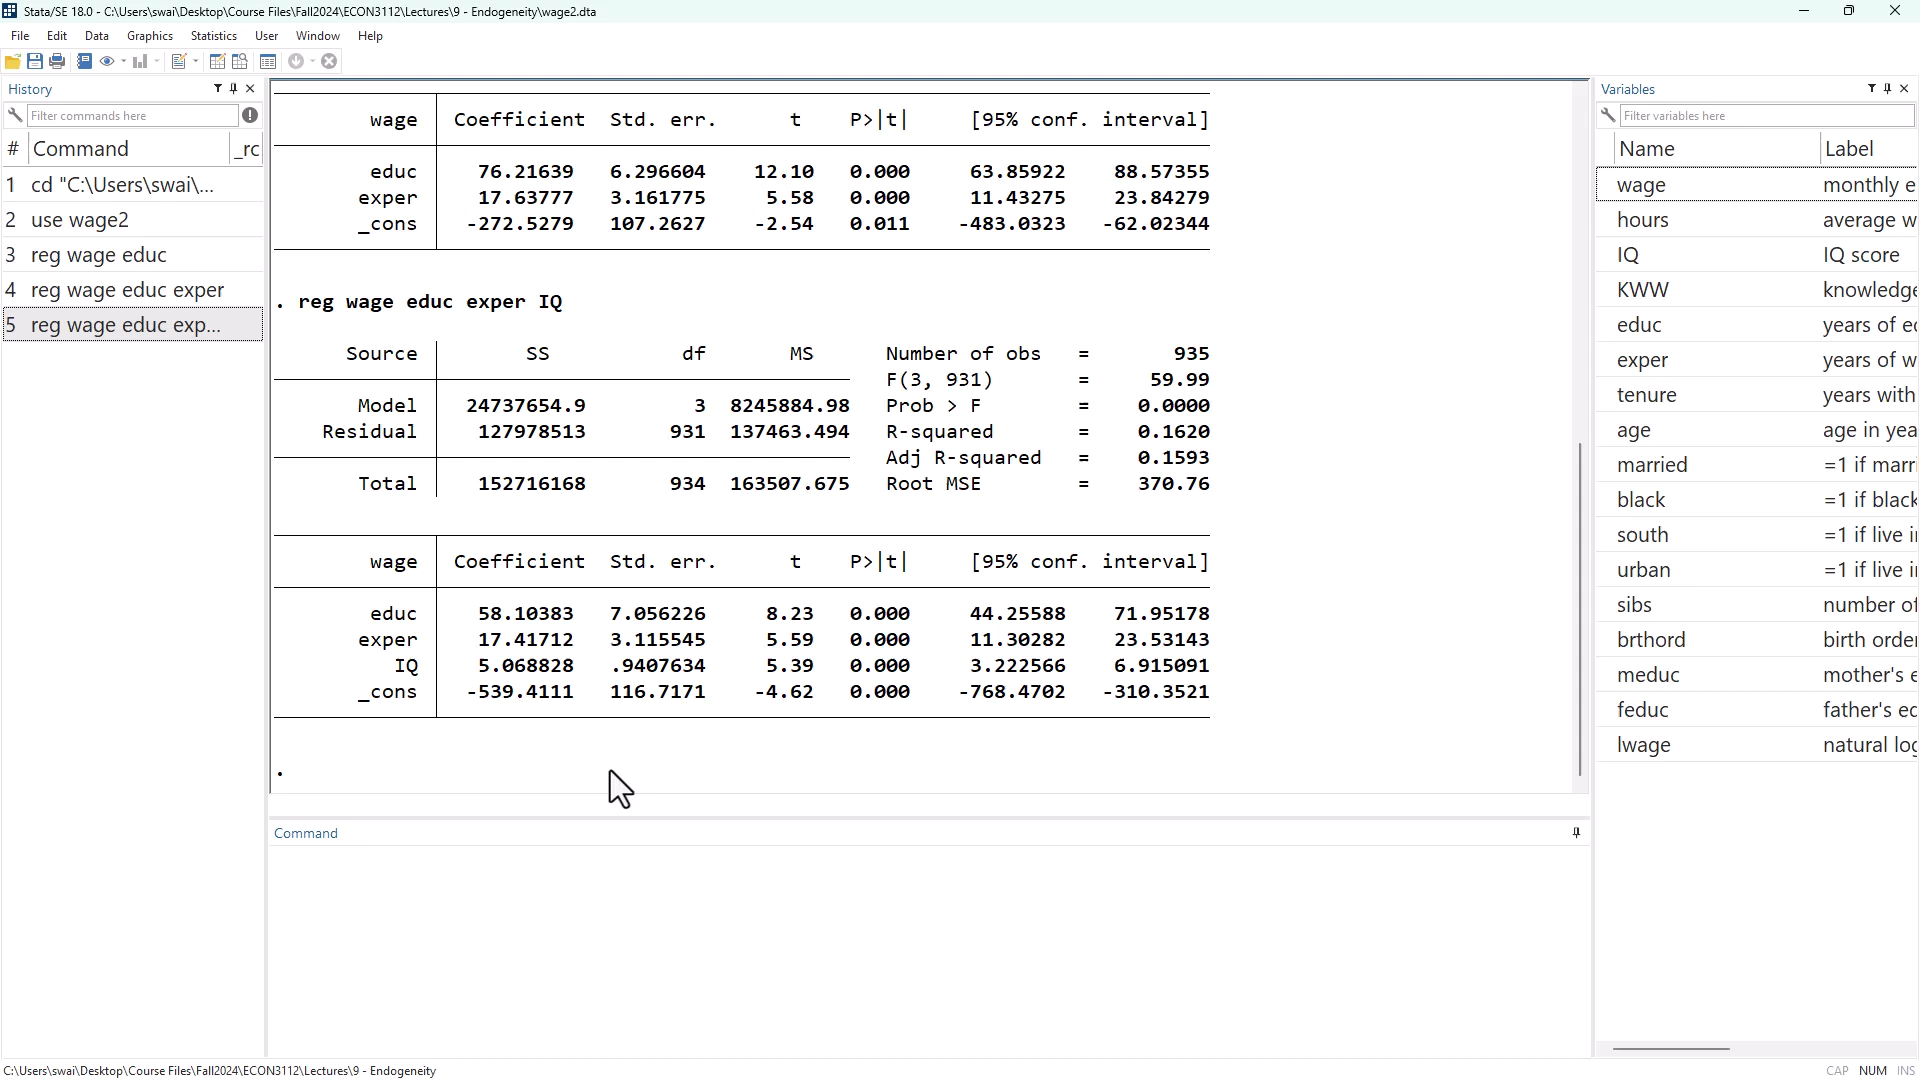 Stata/SE 18.0 - C:\Users\swai\Desktop\Course Files\Fall2024\ECON3112\Lectures\9 - Endogeneity\wage2.dta
File Edit Data Graphics Statistics User Window Help
History
Filter commands here
# Command _rc
1 cd "C:\Users\swai\...
2 use wage2
3 reg wage educ
4 reg wage educ exper
5 reg wage educ exp...
wage Coefficient Std. err. t P>|t| [95% conf. interval]
educ 76.21639 6.296604 12.10 0.000 63.85922 88.57355
exper 17.63777 3.161775 5.58 0.000 11.43275 23.84279
_cons -272.5279 107.2627 -2.54 0.011 -483.0323 -62.02344
. reg wage educ exper IQ
Source SS df MS Number of obs = 935
F(3, 931) = 59.99
Model 24737654.9 3 8245884.98 Prob > F = 0.0000
Residual 127978513 931 137463.494 R-squared = 0.1620
Adj R-squared = 0.1593
Total 152716168 934 163507.675 Root MSE = 370.76
wage Coefficient Std. err. t P>|t| [95% conf. interval]
educ 58.10383 7.056226 8.23 0.000 44.25588 71.95178
exper 17.41712 3.115545 5.59 0.000 11.30282 23.53143
IQ 5.068828 .9407634 5.39 0.000 3.222566 6.915091
_cons -539.4111 116.7171 -4.62 0.000 -768.4702 -310.3521
.
Command
Variables
Filter variables here
Name Label
wage monthly e
hours average w
IQ IQ score
KWW knowledge
educ years of ed
exper years of w
tenure years with
age age in yea
married =1 if marri
black =1 if black
south =1 if live i
urban =1 if live i
sibs number of
brthord birth order
meduc mother's e
feduc father's ed
lwage natural log
C:\Users\swai\Desktop\Course Files\Fall2024\ECON3112\Lectures\9 - Endogeneity
CAP NUM INS